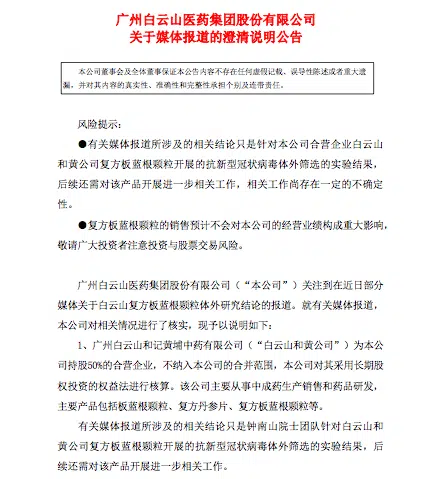 广州白云山医药集团股份有限公司
关于媒体报道的澄清说明公告
本公司董事会及全体董事保证本公告内容不存在任何虚假记载、误导性陈述或者重大遗
漏，并对其内容的真实性、准确性和完整性承担个别及连带责任。
风险提示：
●有关媒体报道所涉及的相关结论只是针对本公司合营企业白云山
和黄公司复方板蓝根颗粒开展的抗新型冠状病毒体外筛选的实验结果，
后续还需对该产品开展进一步相关工作，相关工作尚存在一定的不确定
性。
●复方板蓝根颗粒的销售预计不会对本公司的经营业绩构成重大影响，
敬请广大投资者注意投资与股票交易风险。
广州白云山医药集团股份有限公司（“本公司”）关注到在近日部分
媒体关于白云山复方板蓝根颗粒体外研究结论的报道。就有关媒体报道，
本公司对相关情况进行了核实，现予以说明如下：
1、广州白云山和记黄埔中药有限公司（“白云山和黄公司”）为本公
司持股50%的合营企业，不纳入本公司的合并范围，本公司对其采用长期股
权投资的权益法进行核算。该公司主要从事中成药生产销售和药品研发，
主要产品包括板蓝根颗粒、复方丹参片、复方板蓝根颗粒等。
有关媒体报道所涉及的相关结论只是钟南山院士团队针对白云山和
黄公司复方板蓝根颗粒开展的抗新型冠状病毒体外筛选的实验结果，后
续还需对该产品开展进一步相关工作。